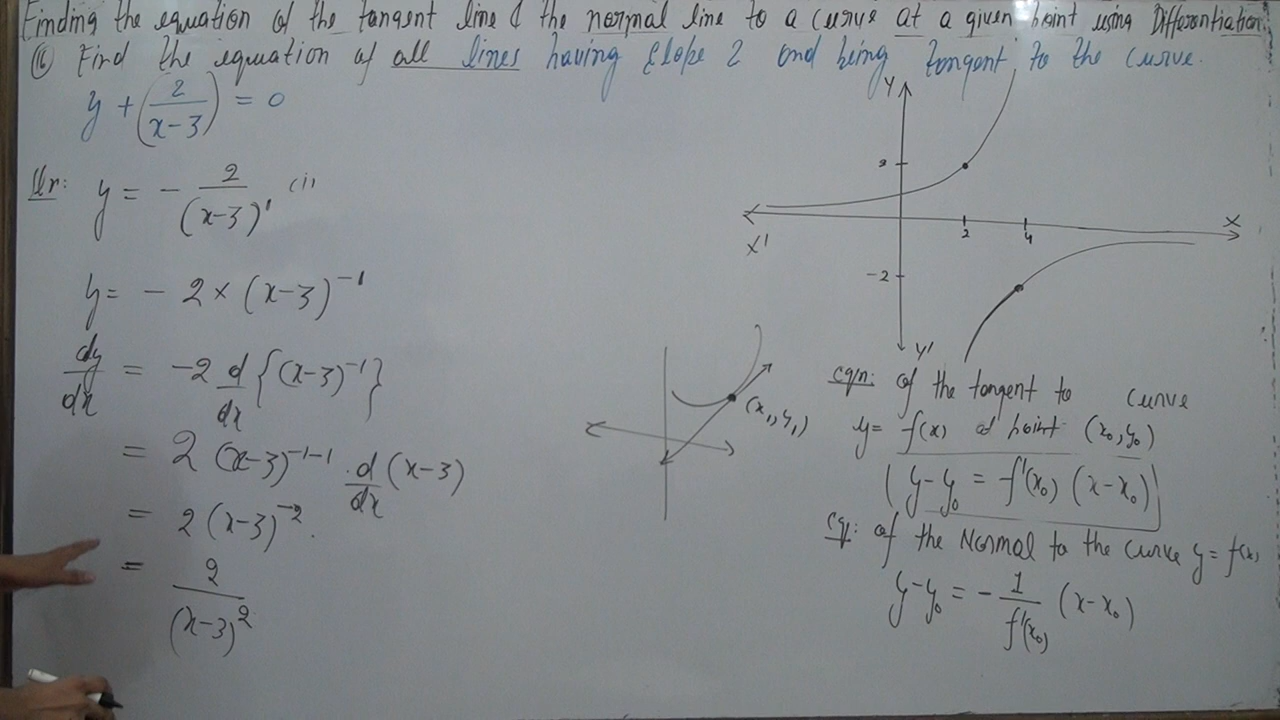 Finding the equation of the tangent line & the normal line to a curve at a given point using Differentiation.
(16) Find the equation of all lines having slope 2 and being tangent to the curve.
y + (2/(x-3)) = 0
y = - 2/(x-3)¹ (i)
y = - 2 × (x-3)⁻¹
dy/dx = -2 d/dx {(x-3)⁻¹}
= 2 (x-3)⁻¹⁻¹ . d/dx (x-3)
= 2 (x-3)⁻² .
= 2/(x-3)²
Y
2
X' 2 4 X
-2
Y'
(x₁, y₁)
eqn: of the tangent to curve
y = f(x) at point (x₀, y₀)
(y-y₀ = f'(x₀) (x-x₀))
eq: of the Normal to the curve y = f(x)
y-y₀ = - 1/f'(x₀) (x-x₀)